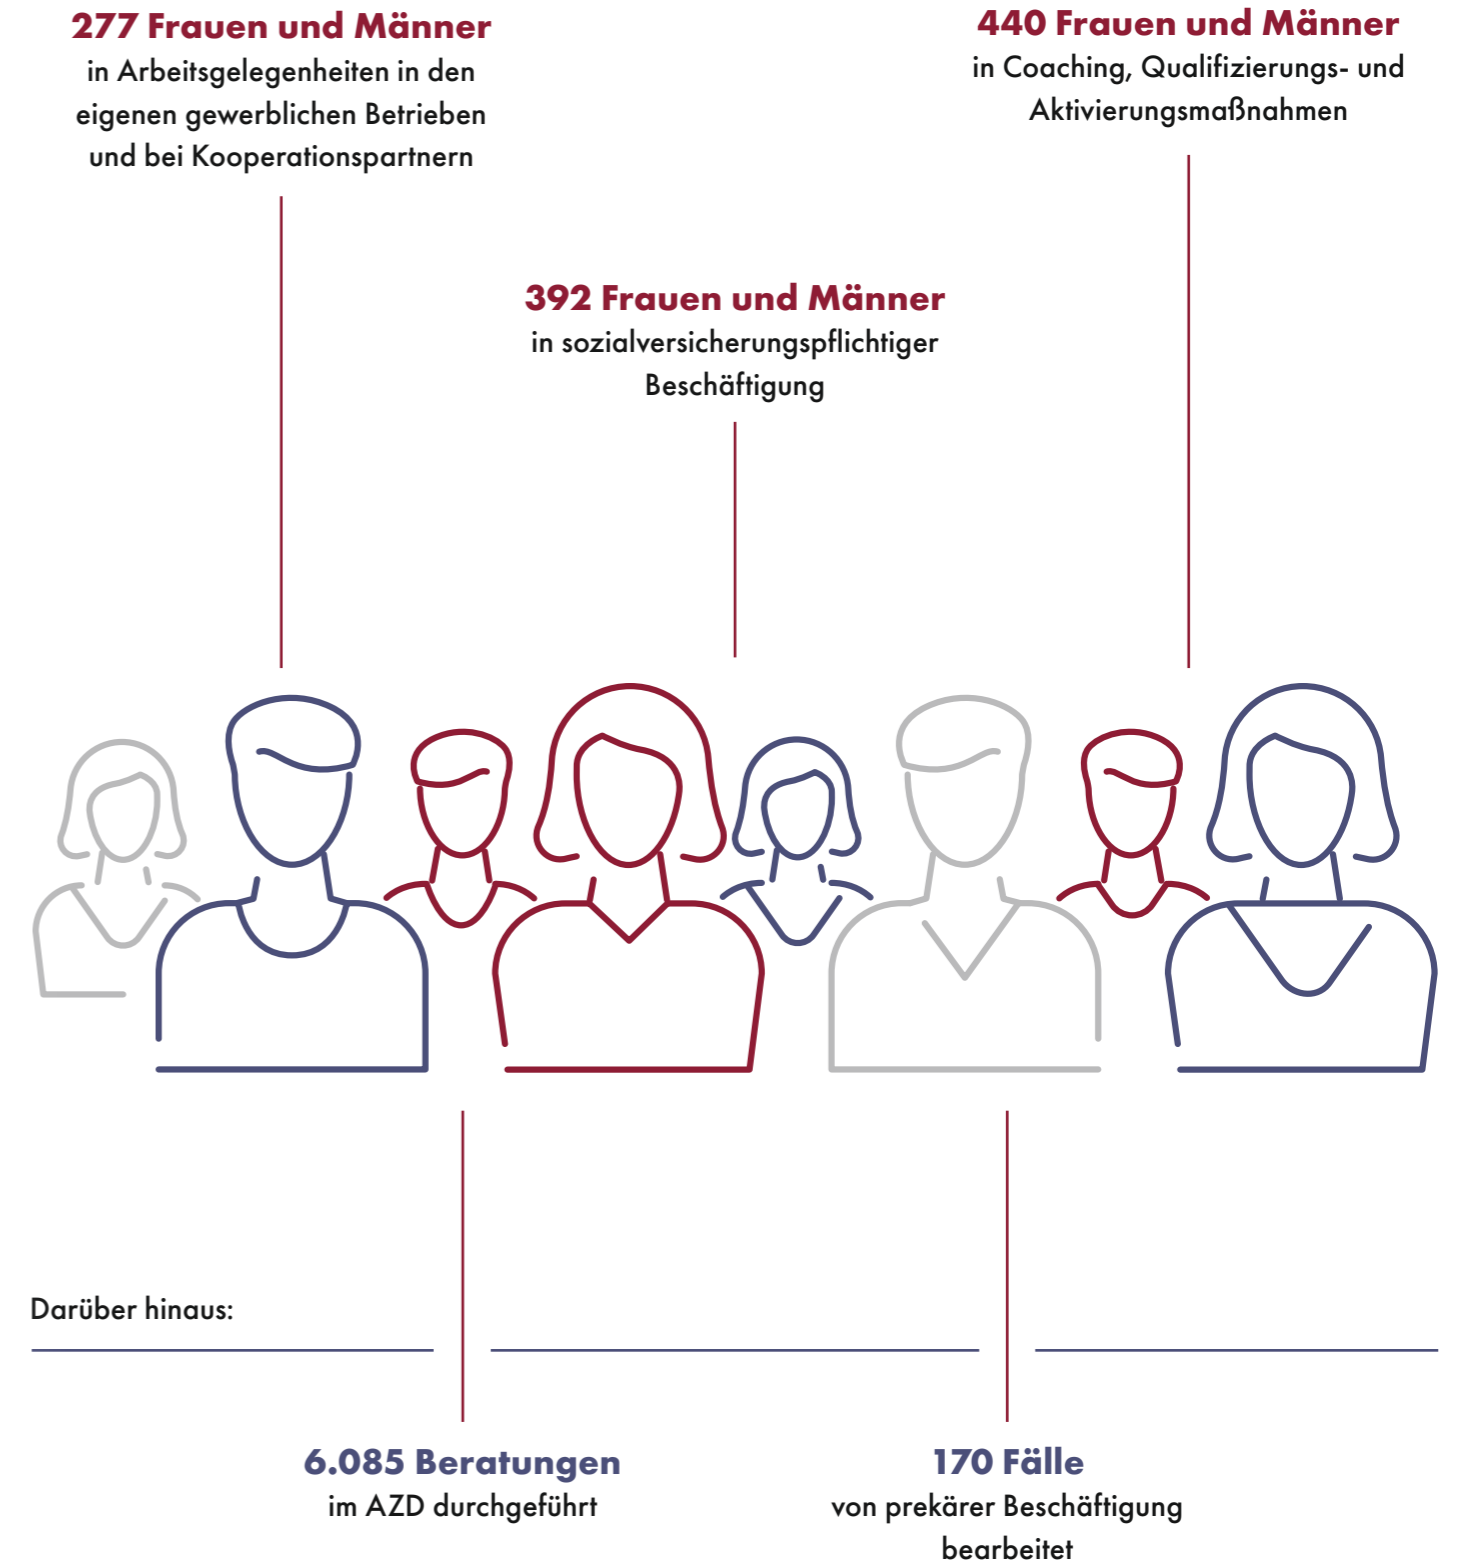 277 Frauen und Männer
in Arbeitsgelegenheiten in den
eigenen gewerblichen Betrieben
und bei Kooperationspartnern
440 Frauen und Männer
in Coaching, Qualifizierungs- und
Aktivierungsmaßnahmen
392 Frauen und Männer
in sozialversicherungspflichtiger
Beschäftigung
Darüber hinaus:
6.085 Beratungen
im AZD durchgeführt
170 Fälle
von prekärer Beschäftigung
bearbeitet